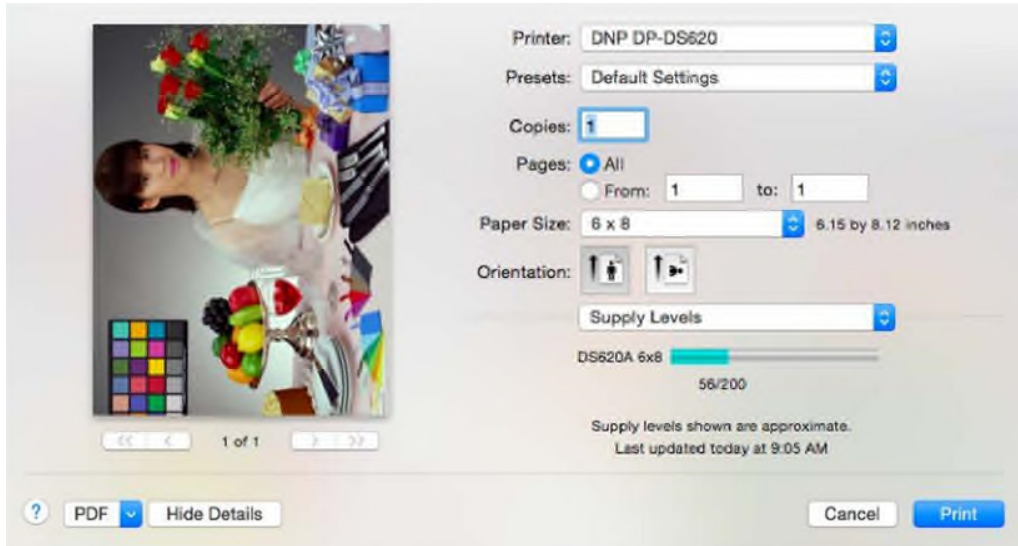 Printer: DNP DP-DS620
Presets: Default Settings
Copies: 1
Pages: All
From: 1 to: 1
Paper Size: 6 x 8 6.15 by 8.12 inches
Orientation:
Supply Levels
DS620A 6x8
56/200
Supply levels shown are approximate.
Last updated today at 9:05 AM
<< < 1 of 1 > >>
? PDF Hide Details Cancel Print